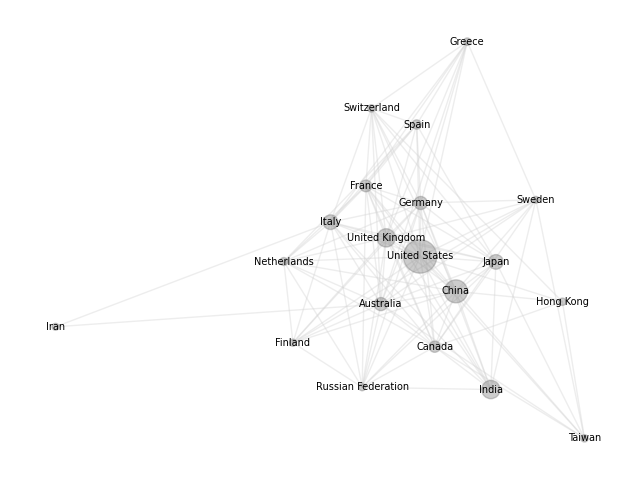 Greece
Switzerland
Spain
France
Germany
Sweden
Italy
United Kingdom
United States
Netherlands
Japan
China
Australia
Hong Kong
Iran
Finland
Canada
Russian Federation
India
Taiwan